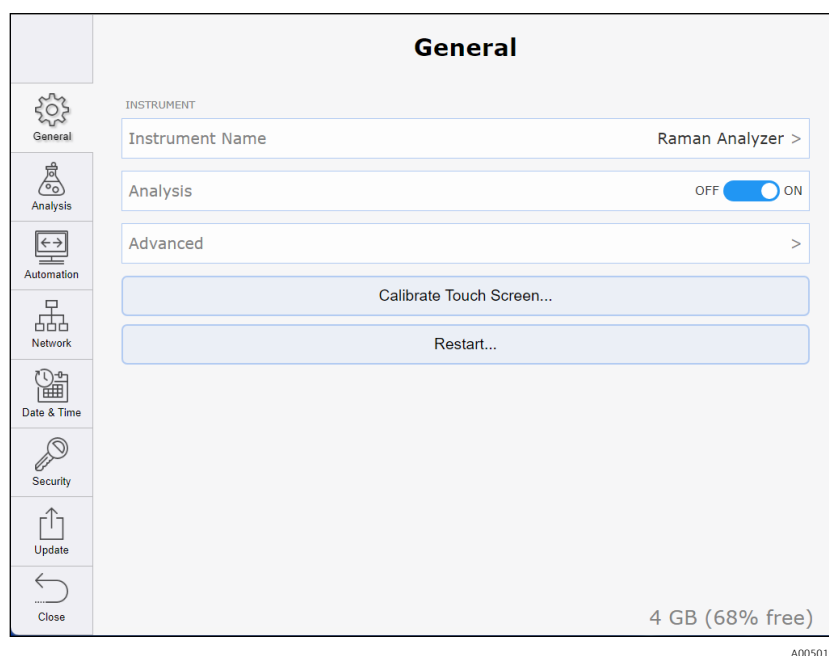 General
General
Analysis
Automation
Network
Date & Time
Security
Update
Close
INSTRUMENT
Instrument Name Raman Analyzer >
Analysis OFF ON
Advanced >
Calibrate Touch Screen...
Restart...
4 GB (68% free)
A00501